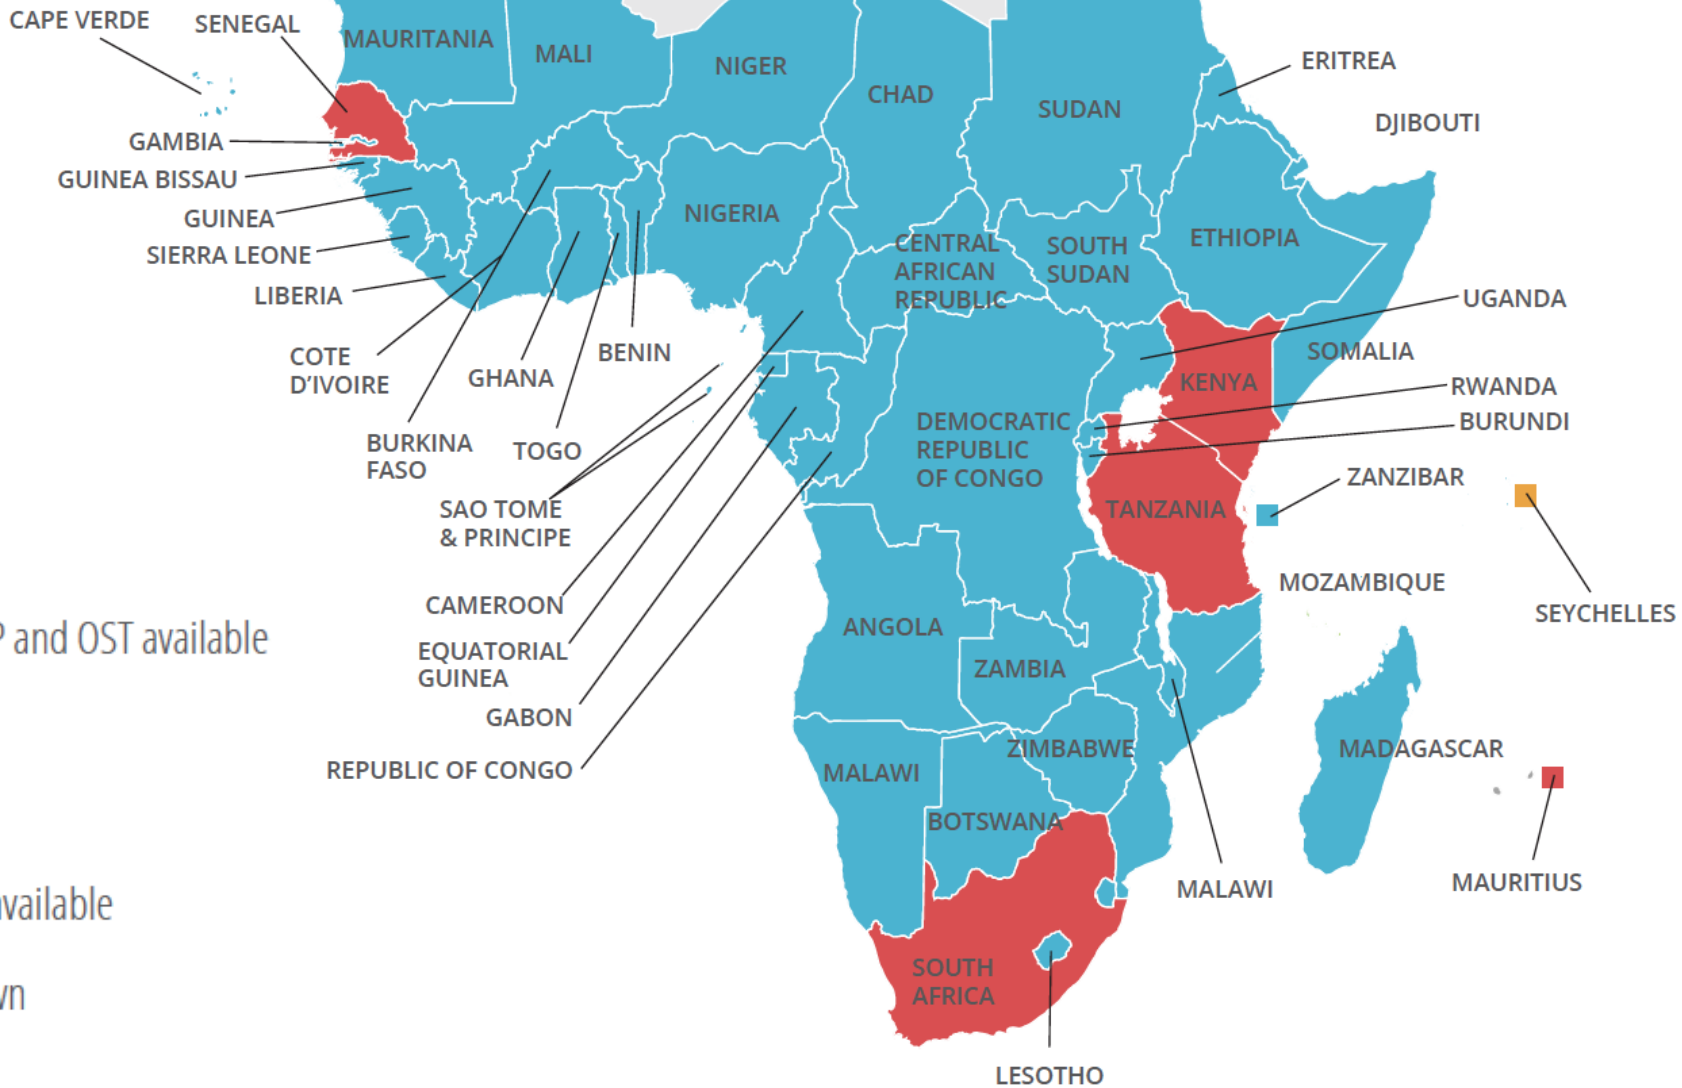 CAPE VERDE
SENEGAL
MAURITANIA
MALI
NIGER
CHAD
SUDAN
ERITREA
DJIBOUTI
GAMBIA
GUINEA BISSAU
GUINEA
SIERRA LEONE
LIBERIA
COTE
D'IVOIRE
BURKINA
FASO
GHANA
TOGO
BENIN
NIGERIA
CENTRAL
AFRICAN
REPUBLIC
SOUTH
SUDAN
ETHIOPIA
UGANDA
SOMALIA
KENYA
RWANDA
BURUNDI
DEMOCRATIC
REPUBLIC
OF CONGO
ZANZIBAR
TANZANIA
SAO TOME
& PRINCIPE
CAMEROON
EQUATORIAL
GUINEA
GABON
REPUBLIC OF CONGO
MOZAMBIQUE
SEYCHELLES
ANGOLA
ZAMBIA
ZIMBABWE
MALAWI
BOTSWANA
MADAGASCAR
MALAWI
MAURITIUS
SOUTH
AFRICA
LESOTHO
P and OST available
available
wn